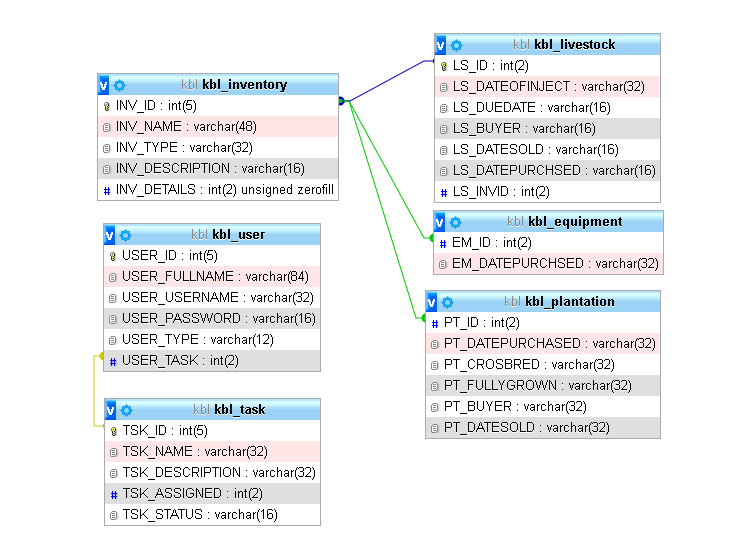 kbl kbl_inventory
INV_ID : int(5)
INV_NAME : varchar(48)
INV_TYPE : varchar(32)
INV_DESCRIPTION : varchar(16)
INV_DETAILS : int(2) unsigned zerofill
kbl kbl_user
USER_ID : int(5)
USER_FULLNAME : varchar(84)
USER_USERNAME : varchar(32)
USER_PASSWORD : varchar(16)
USER_TYPE : varchar(12)
USER_TASK : int(2)
kbl kbl_task
TSK_ID : int(5)
TSK_NAME : varchar(32)
TSK_DESCRIPTION : varchar(32)
TSK_ASSIGNED : int(2)
TSK_STATUS : varchar(16)
kbl kbl_livestock
LS_ID : int(2)
LS_DATEOFINJECT : varchar(32)
LS_DUEDATE : varchar(16)
LS_BUYER : varchar(16)
LS_DATESOLD : varchar(16)
LS_DATEPURCHSED : varchar(16)
LS_INVID : int(2)
kbl kbl_equipment
EM_ID : int(2)
EM_DATEPURCHSED : varchar(32)
kbl kbl_plantation
PT_ID : int(2)
PT_DATEPURCHASED : varchar(32)
PT_CROSBRED : varchar(32)
PT_FULLYGROWN : varchar(32)
PT_BUYER : varchar(32)
PT_DATESOLD : varchar(32)